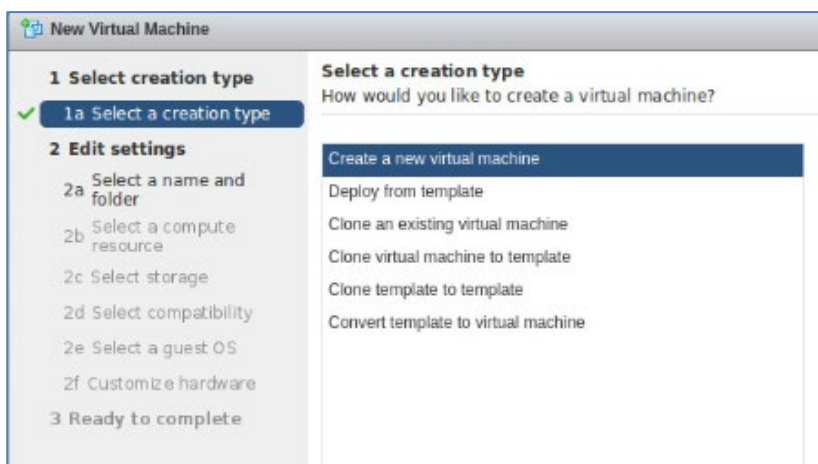 New Virtual Machine
1 Select creation type
1a Select a creation type
2 Edit settings
2a Select a name and
folder
2b Select a compute
resource
2c Select storage
2d Select compatibility
2e Select a guest OS
2f Customize hardware
3 Ready to complete
Select a creation type
How would you like to create a virtual machine?
Create a new virtual machine
Deploy from template
Clone an existing virtual machine
Clone virtual machine to template
Clone template to template
Convert template to virtual machine